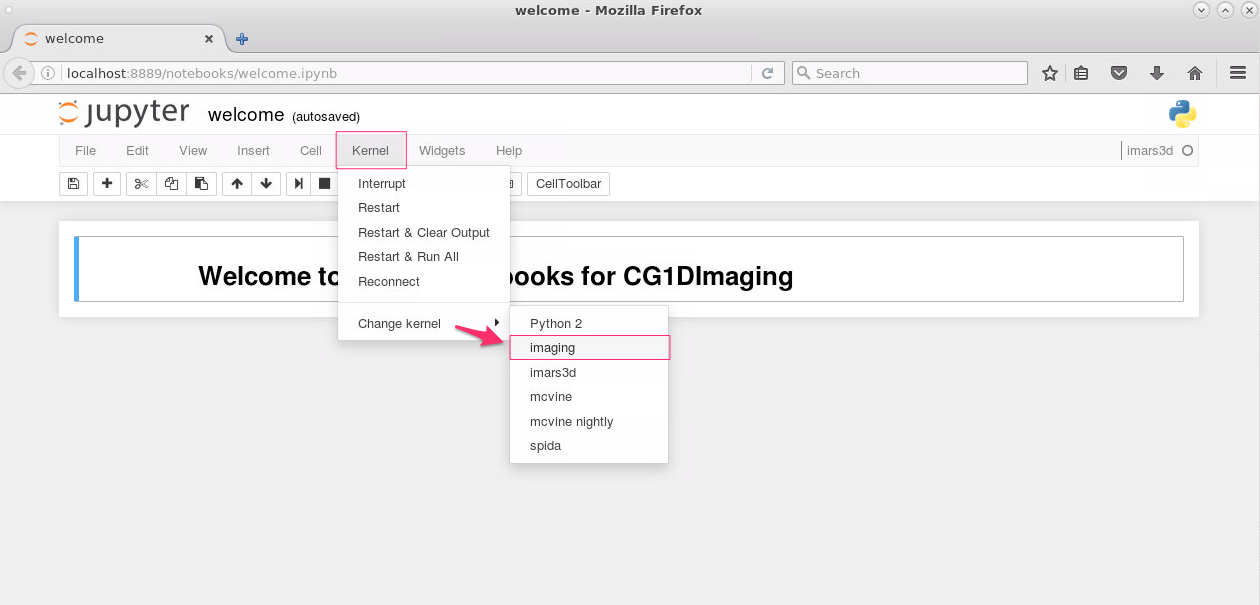 welcome - Mozilla Firefox
welcome
localhost:8889/notebooks/welcome.ipynb
Search
jupyter welcome (autosaved)
File Edit View Insert Cell Kernel Widgets Help imars3d
CellToolbar
Interrupt
Restart
Restart & Clear Output
Restart & Run All
Reconnect
Change kernel
Welcome to ooks for CG1DImaging
Python 2
imaging
imars3d
mcvine
mcvine nightly
spida